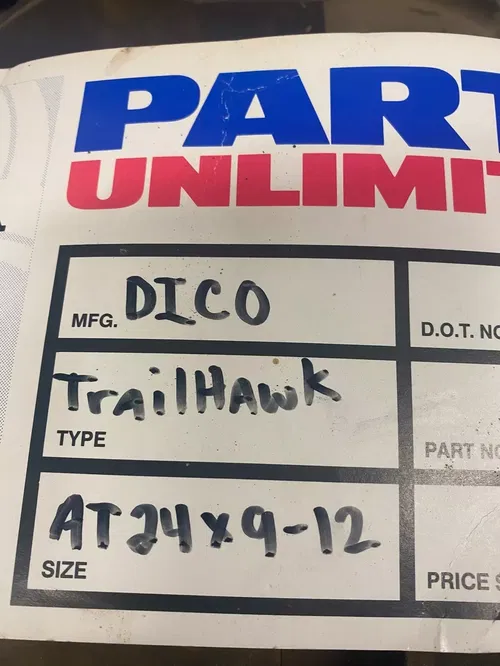 PART
UNLIMIT
MFG. DICO
D.O.T. NO
TrailHawk
TYPE
PART NO
AT24x9-12
SIZE
PRICE $